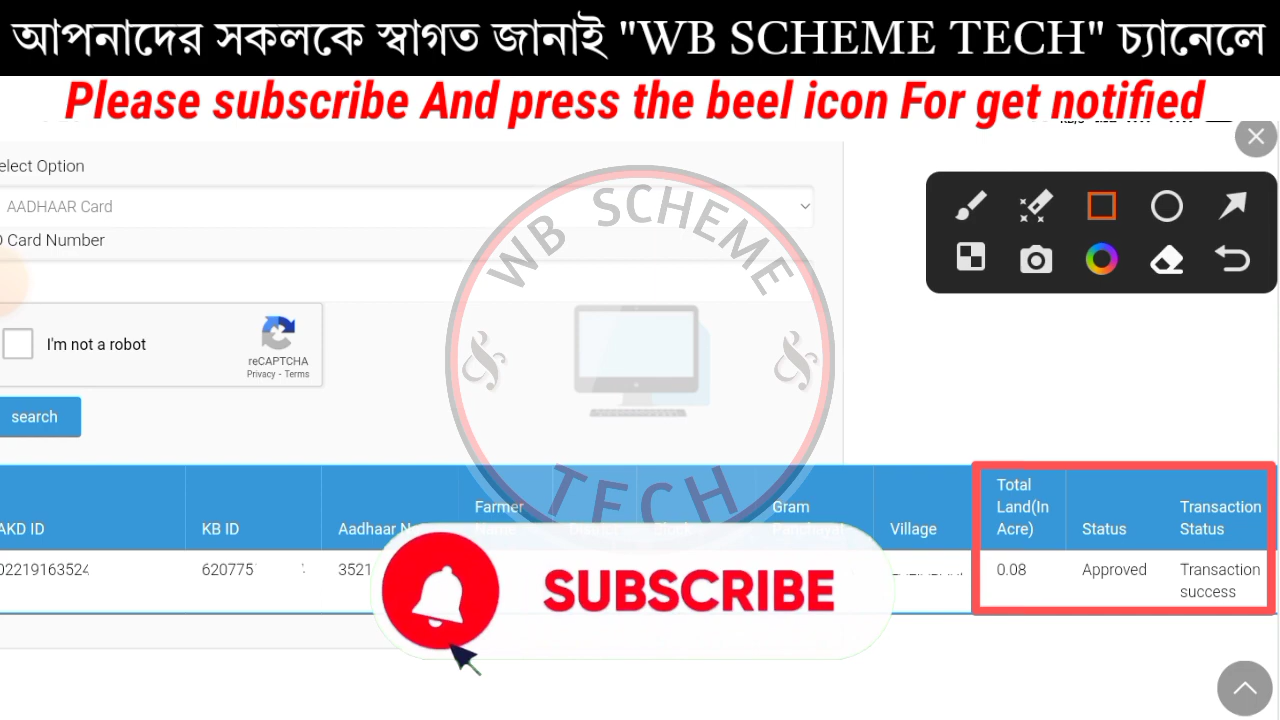 আপনাদের সকলকে স্বাগত জানাই "WB SCHEME TECH" চ্যানেলে
Please subscribe And press the beel icon For get notified
elect Option
AADHAAR Card
Card Number
I'm not a robot
reCAPTCHA
Privacy - Terms
search
WB SCHEME
TECH
AKD ID
KB ID
Aadhaar
Farmer
Gram
Village
Total Land(In Acre)
Status
Transaction Status
02219163524
620775
3521
0.08
Approved
Transaction success
SUBSCRIBE